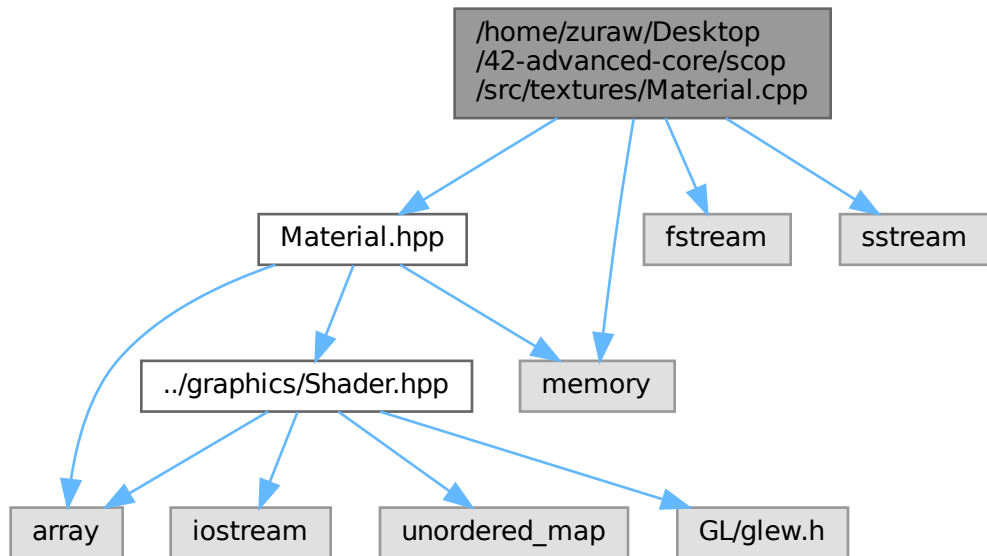 /home/zuraw/Desktop
/42-advanced-core/scop
/src/textures/Material.cpp
Material.hpp
fstream
sstream
../graphics/Shader.hpp
memory
array
iostream
unordered_map
GL/glew.h